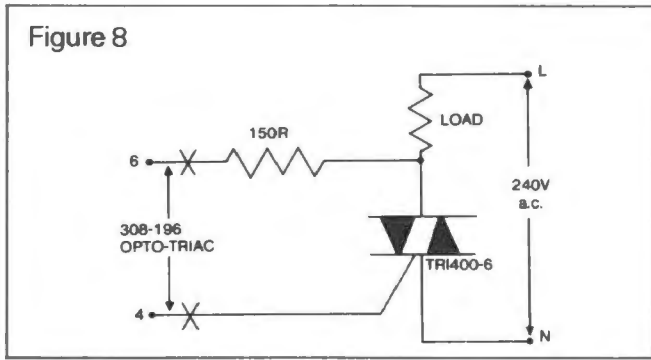 Figure 8
L
LOAD
150R
6
240V
a.c.
308-196
OPTO-TRIAC
TRI400-6
4
N